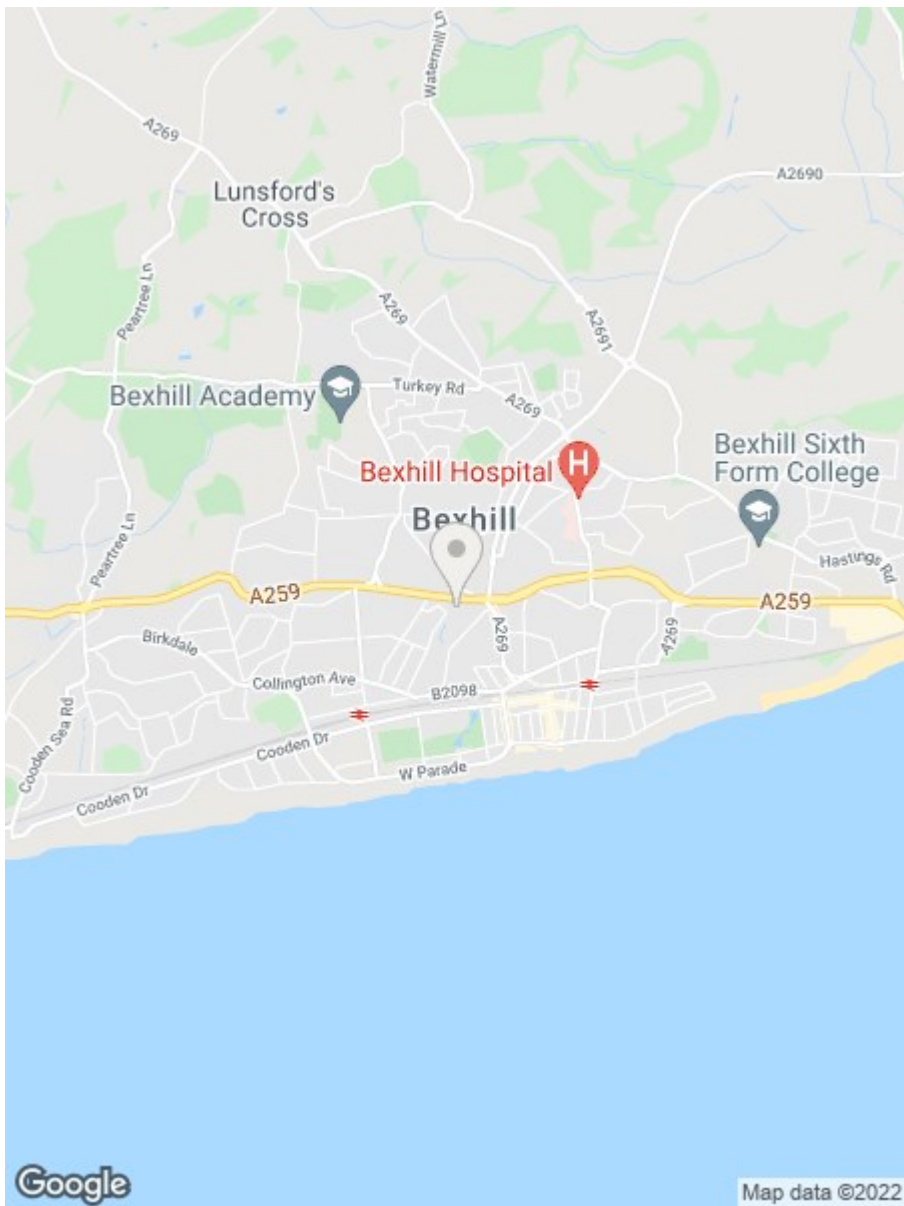 Watermill Ln
A269
A2690
Lunsford's
Cross
Peartree Ln
A269
A2691
Turkey Rd
Bexhill Academy
A269
Bexhill Sixth
Form College
Bexhill Hospital
H
Bexhill
Peartree Ln
Hastings Rd
A259
A259
Birkdale
A269
A269
Collington Ave
B2098
Cooden Sea Rd
Cooden Dr
W Parade
Cooden Dr
Google
Map data ©2022